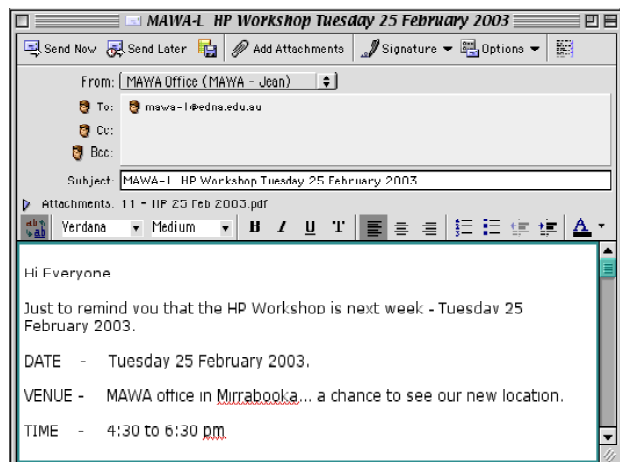 MAWA-L HP Workshop Tuesday 25 February 2003
Send Now Send Later Add Attachments Signature Options
From: MAWA Office (MAWA - Jean)
To: mawa-l@edna.edu.au
Cc:
Bcc:
Subject: MAWA-L HP Workshop Tuesday 25 February 2003
Attachments: 11 - HP 25 Feb 2003.pdf
Verdana Medium B I U T A
Hi Everyone
Just to remind you that the HP Workshop is next week - Tuesday 25
February 2003.
DATE - Tuesday 25 February 2003.
VENUE - MAWA office in Mirrabooka... a chance to see our new location.
TIME - 4:30 to 6:30 pm